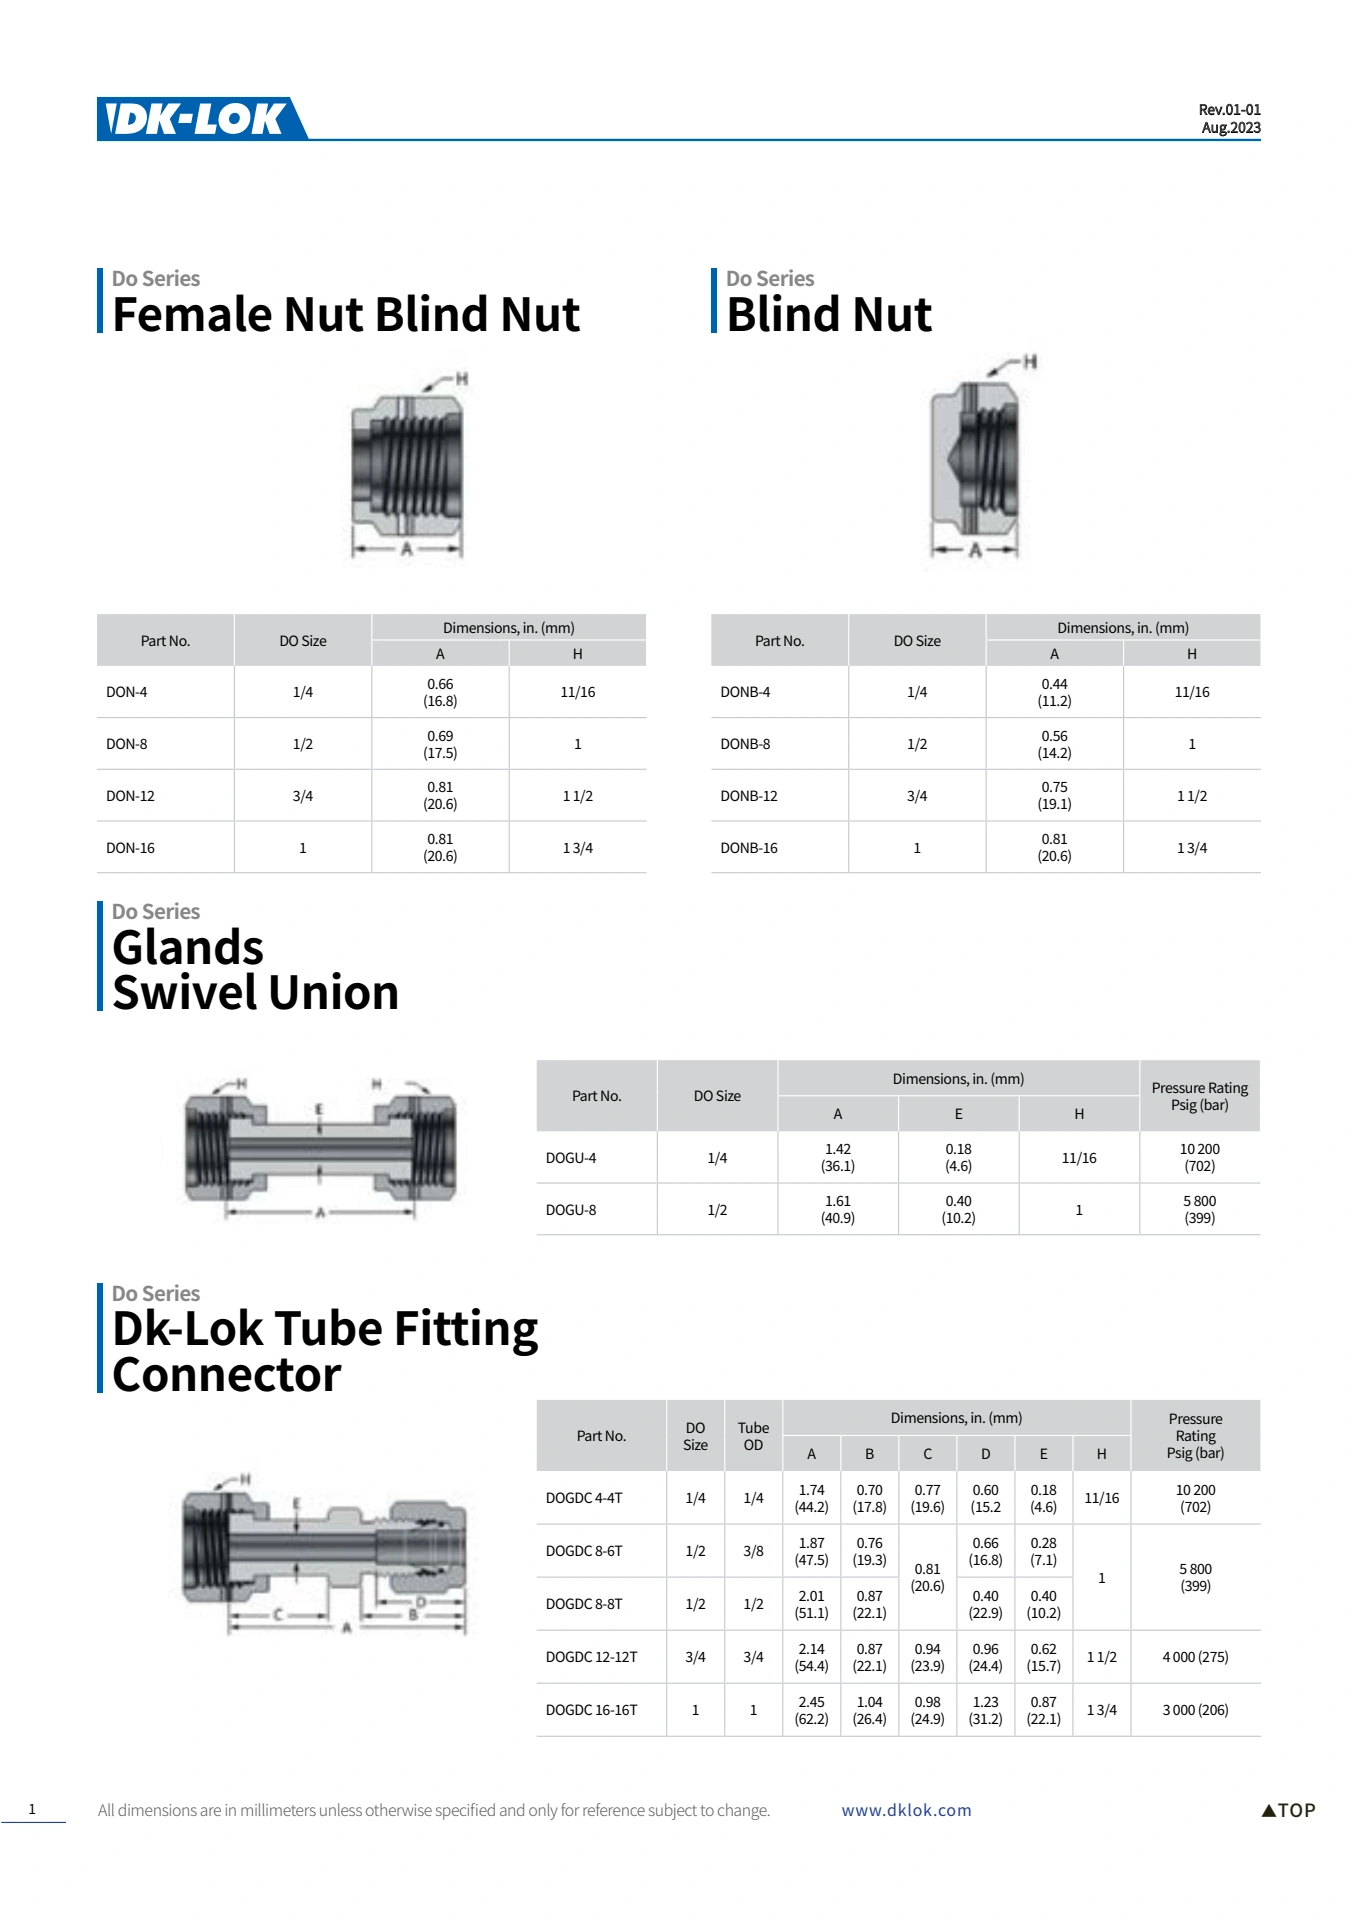 DK-LOK
Rev.01-01
Aug.2023
Do Series
Female Nut Blind Nut
H
A
Part No. DO Size Dimensions, in. (mm)
A H
DON-4 1/4 0.66 (16.8) 11/16
DON-8 1/2 0.69 (17.5) 1
DON-12 3/4 0.81 (20.6) 1 1/2
DON-16 1 0.81 (20.6) 1 3/4
Do Series
Blind Nut
H
A
Part No. DO Size Dimensions, in. (mm)
A H
DONB-4 1/4 0.44 (11.2) 11/16
DONB-8 1/2 0.56 (14.2) 1
DONB-12 3/4 0.75 (19.1) 1 1/2
DONB-16 1 0.81 (20.6) 1 3/4
Do Series
Glands
Swivel Union
H H
E
A
Part No. DO Size Dimensions, in. (mm) Pressure Rating Psig (bar)
A E H
DOGU-4 1/4 1.42 (36.1) 0.18 (4.6) 11/16 10 200 (702)
DOGU-8 1/2 1.61 (40.9) 0.40 (10.2) 1 5 800 (399)
Do Series
Dk-Lok Tube Fitting
Connector
H
E
D
C B
A
Part No. DO Size Tube OD Dimensions, in. (mm) Pressure Rating Psig (bar)
A B C D E H
DOGDC 4-4T 1/4 1/4 1.74 (44.2) 0.70 (17.8) 0.77 (19.6) 0.60 (15.2 0.18 (4.6) 11/16 10 200 (702)
DOGDC 8-6T 1/2 3/8 1.87 (47.5) 0.76 (19.3) 0.81 (20.6) 0.66 (16.8) 0.28 (7.1) 1 5 800 (399)
DOGDC 8-8T 1/2 1/2 2.01 (51.1) 0.87 (22.1) 0.40 (22.9) 0.40 (10.2)
DOGDC 12-12T 3/4 3/4 2.14 (54.4) 0.87 (22.1) 0.94 (23.9) 0.96 (24.4) 0.62 (15.7) 1 1/2 4 000 (275)
DOGDC 16-16T 1 1 2.45 (62.2) 1.04 (26.4) 0.98 (24.9) 1.23 (31.2) 0.87 (22.1) 1 3/4 3 000 (206)
1 All dimensions are in millimeters unless otherwise specified and only for reference subject to change. www.dklok.com ▲TOP